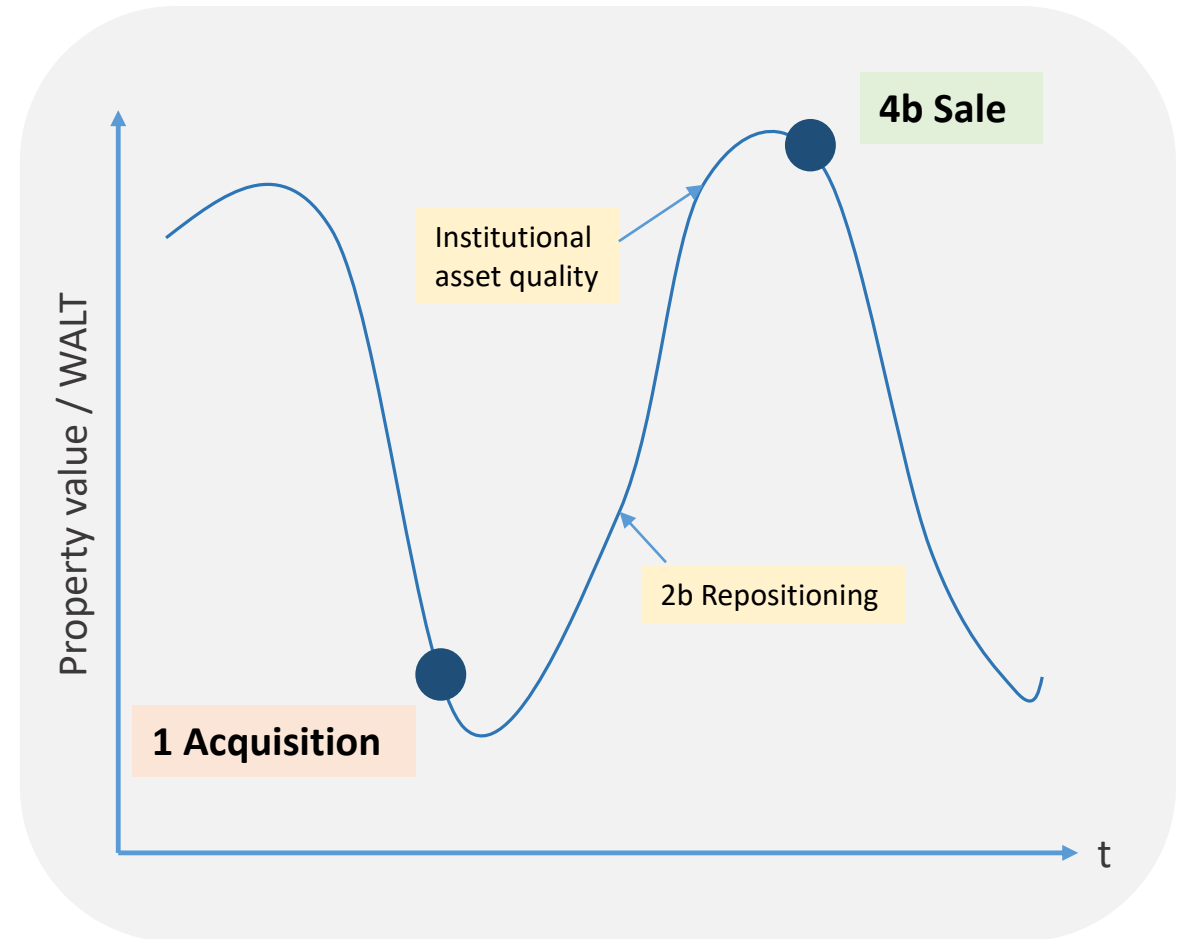 4b Sale
Institutional
asset quality
Property value / WALT
2b Repositioning
1 Acquisition
t